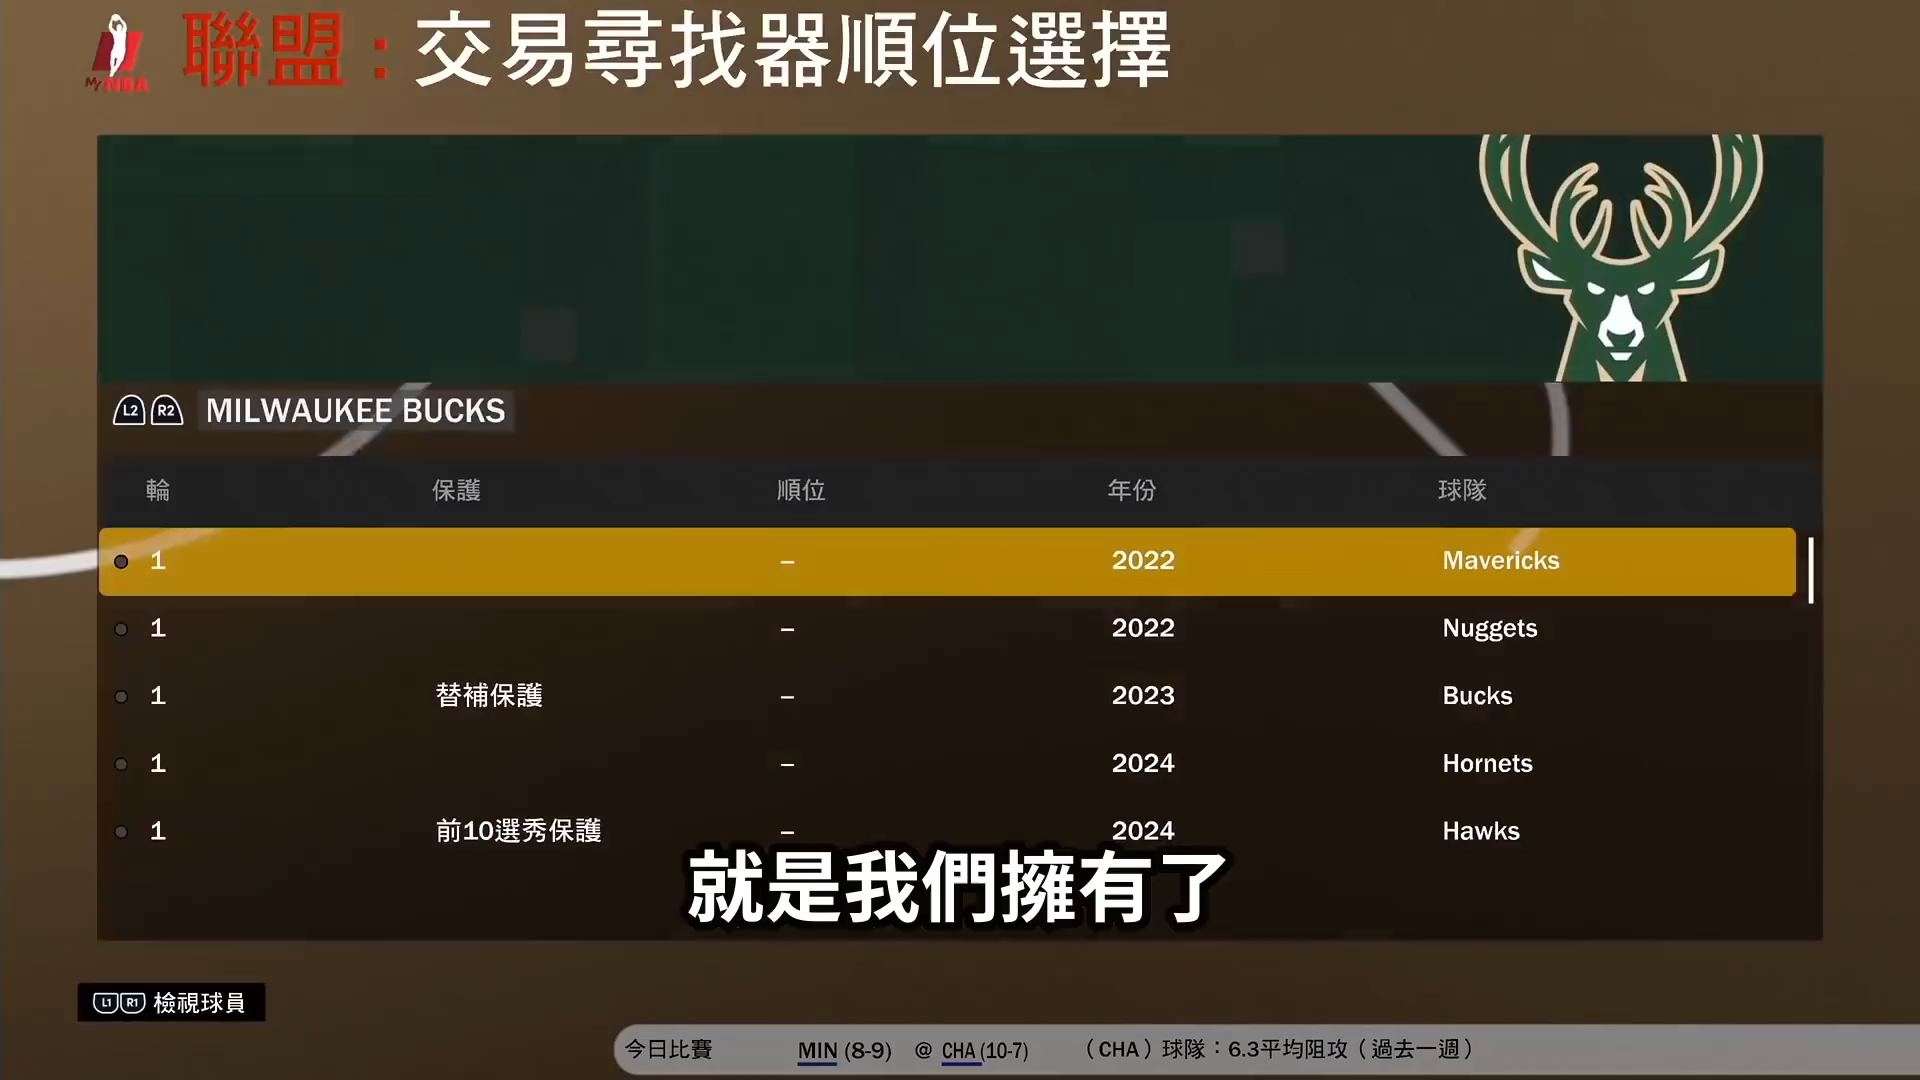 My NBA
聯盟：交易尋找器順位選擇
L2 R2 MILWAUKEE BUCKS
輪 保護 順位 年份 球隊
1 – 2022 Mavericks
1 – 2022 Nuggets
1 替補保護 – 2023 Bucks
1 – 2024 Hornets
1 前10選秀保護 – 2024 Hawks
就是我們擁有了
L1 R1 檢視球員
今日比賽 MIN (8-9) @ CHA (10-7) （CHA）球隊：6.3平均阻攻（過去一週）